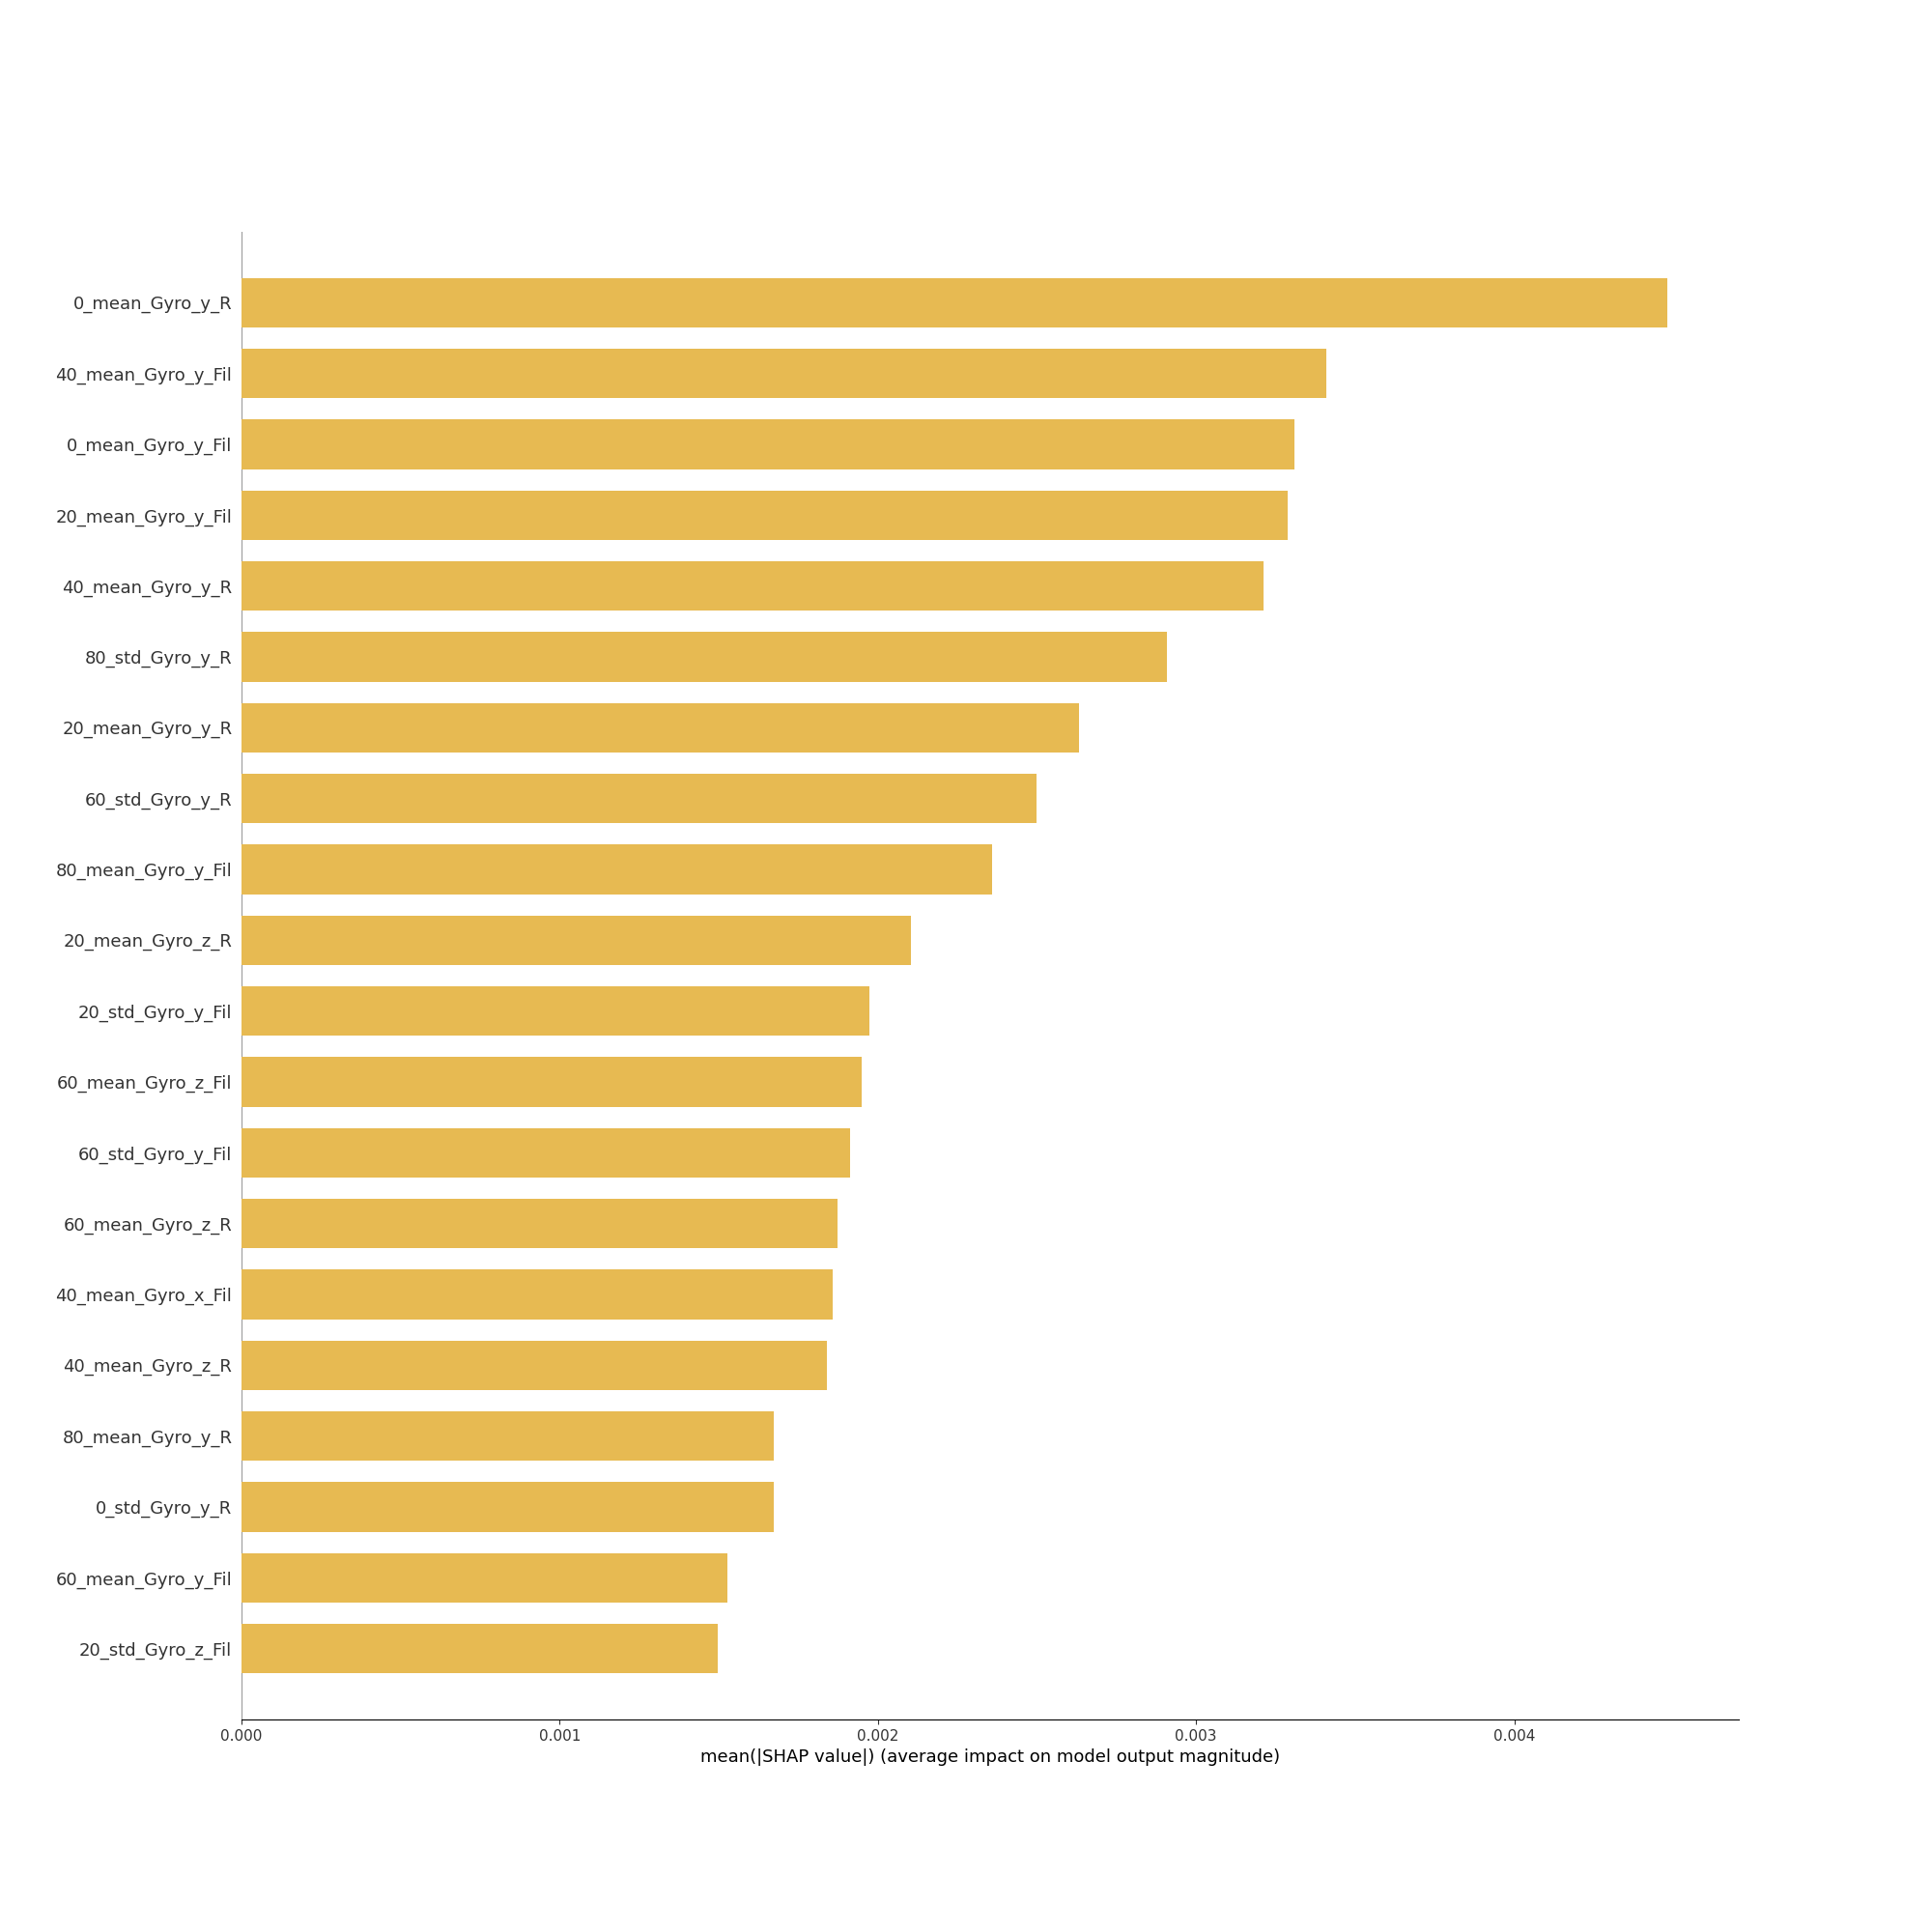 0_mean_Gyro_y_R
40_mean_Gyro_y_Fil
0_mean_Gyro_y_Fil
20_mean_Gyro_y_Fil
40_mean_Gyro_y_R
80_std_Gyro_y_R
20_mean_Gyro_y_R
60_std_Gyro_y_R
80_mean_Gyro_y_Fil
20_mean_Gyro_z_R
20_std_Gyro_y_Fil
60_mean_Gyro_z_Fil
60_std_Gyro_y_Fil
60_mean_Gyro_z_R
40_mean_Gyro_x_Fil
40_mean_Gyro_z_R
80_mean_Gyro_y_R
0_std_Gyro_y_R
60_mean_Gyro_y_Fil
20_std_Gyro_z_Fil
0.000 0.001 0.002 0.003 0.004
mean(|SHAP value|) (average impact on model output magnitude)